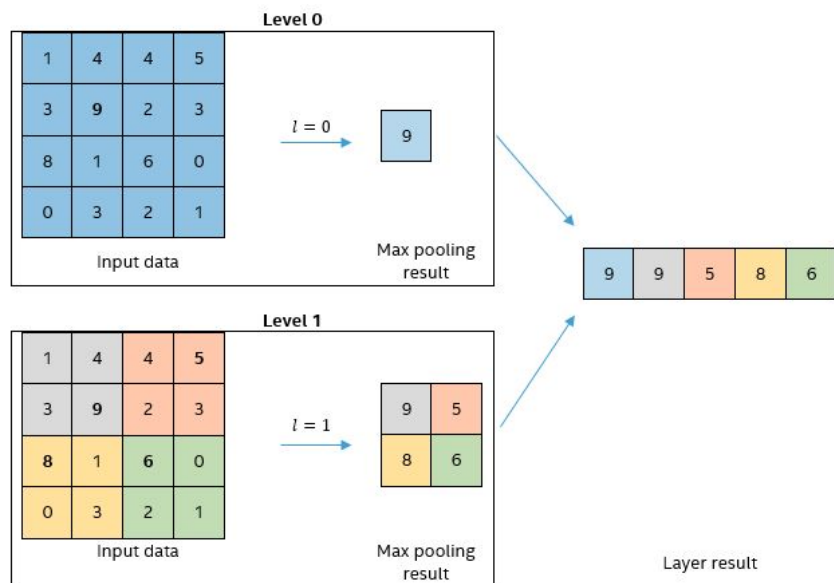 Level 0
1 4 4 5
3 9 2 3
8 1 6 0
0 3 2 1
l = 0
9
Input data
Max pooling
result
Level 1
1 4 4 5
3 9 2 3
8 1 6 0
0 3 2 1
l = 1
9 5
8 6
Input data
Max pooling
result
9 9 5 8 6
Layer result